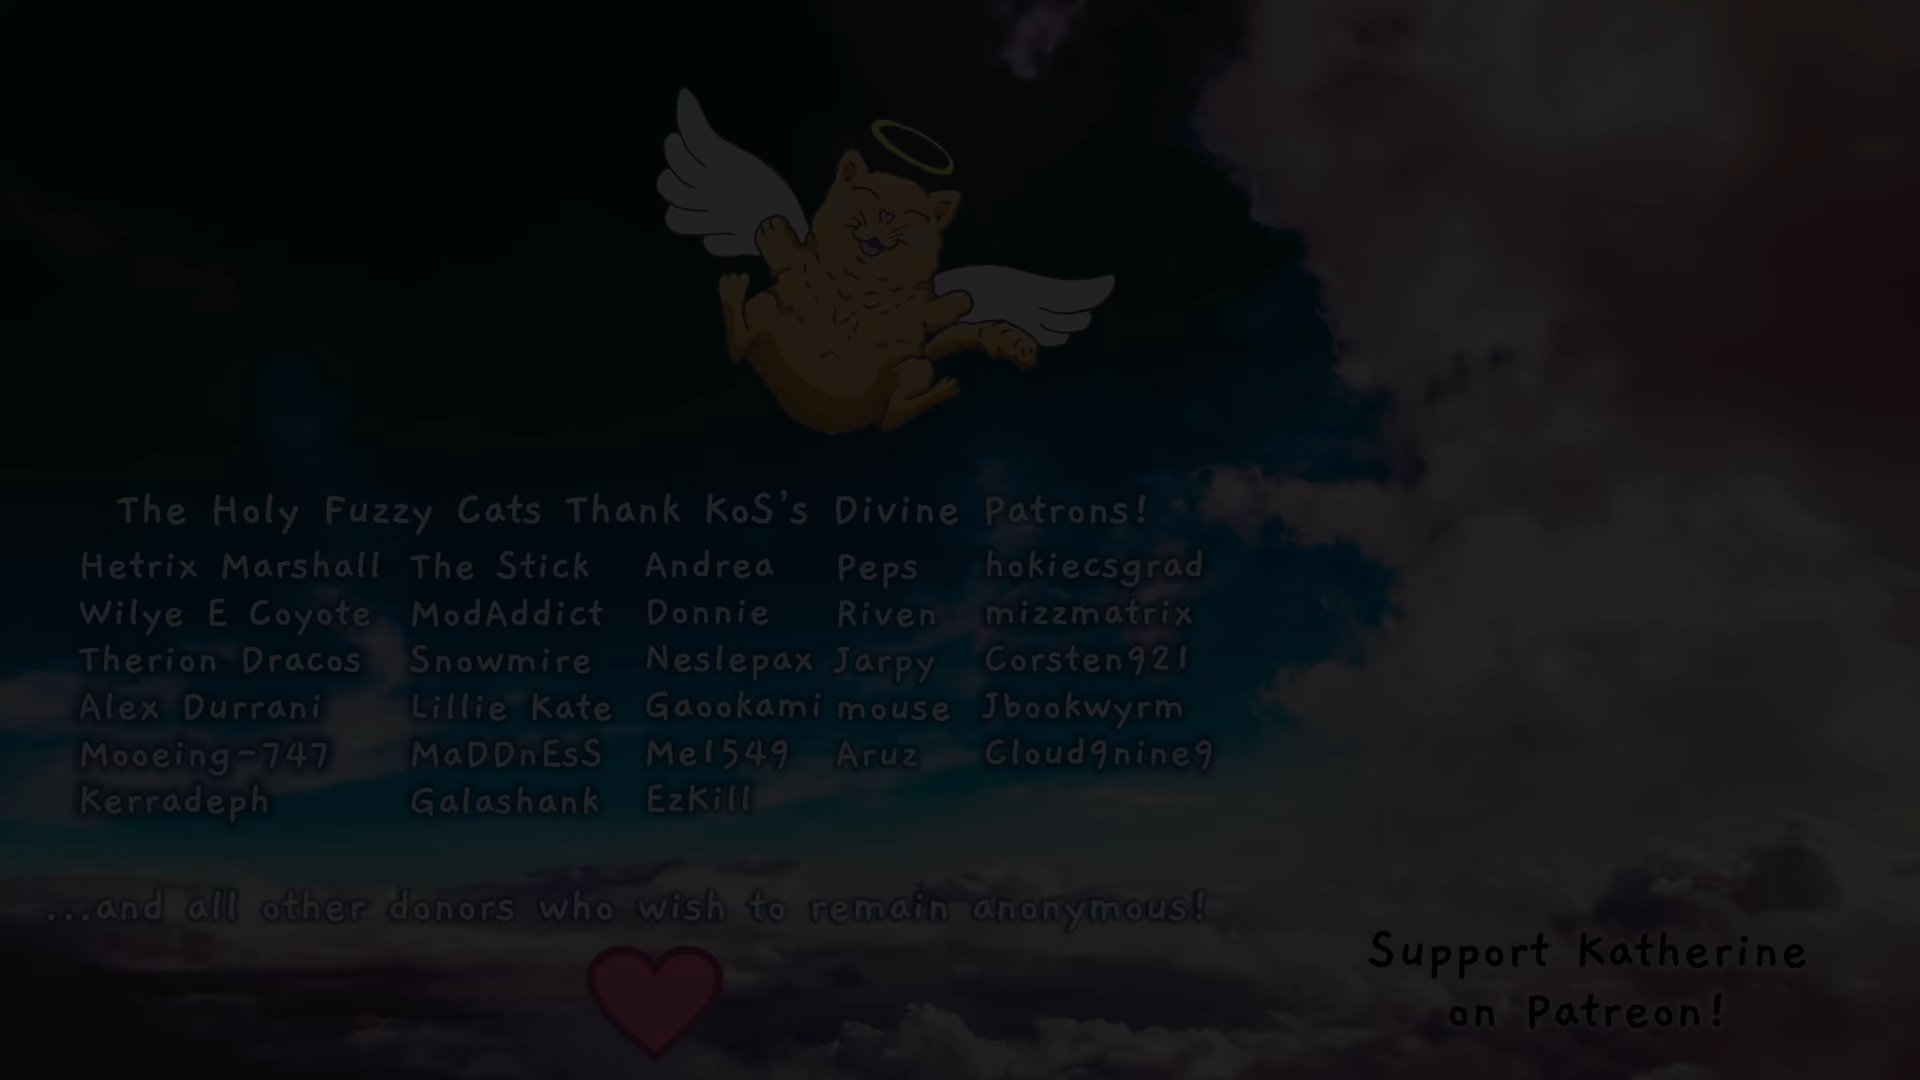 The Holy Fuzzy Cats Thank KoS's Divine Patrons!
Hetrix Marshall The Stick Andrea Peps hokiecsgrad
Wilye E Coyote ModAddict Donnie Riven mizzmatrix
Therion Dracos Snowmire Neslepax Jarpy Corsten921
Alex Durrani Lillie Kate Gaookami mouse Jbookwyrm
Mooeing-747 MaDDnEsS Me1549 Aruz Cloud9nine9
Kerradeph Galashank EzKill
...and all other donors who wish to remain anonymous!
Support Katherine
on Patreon!